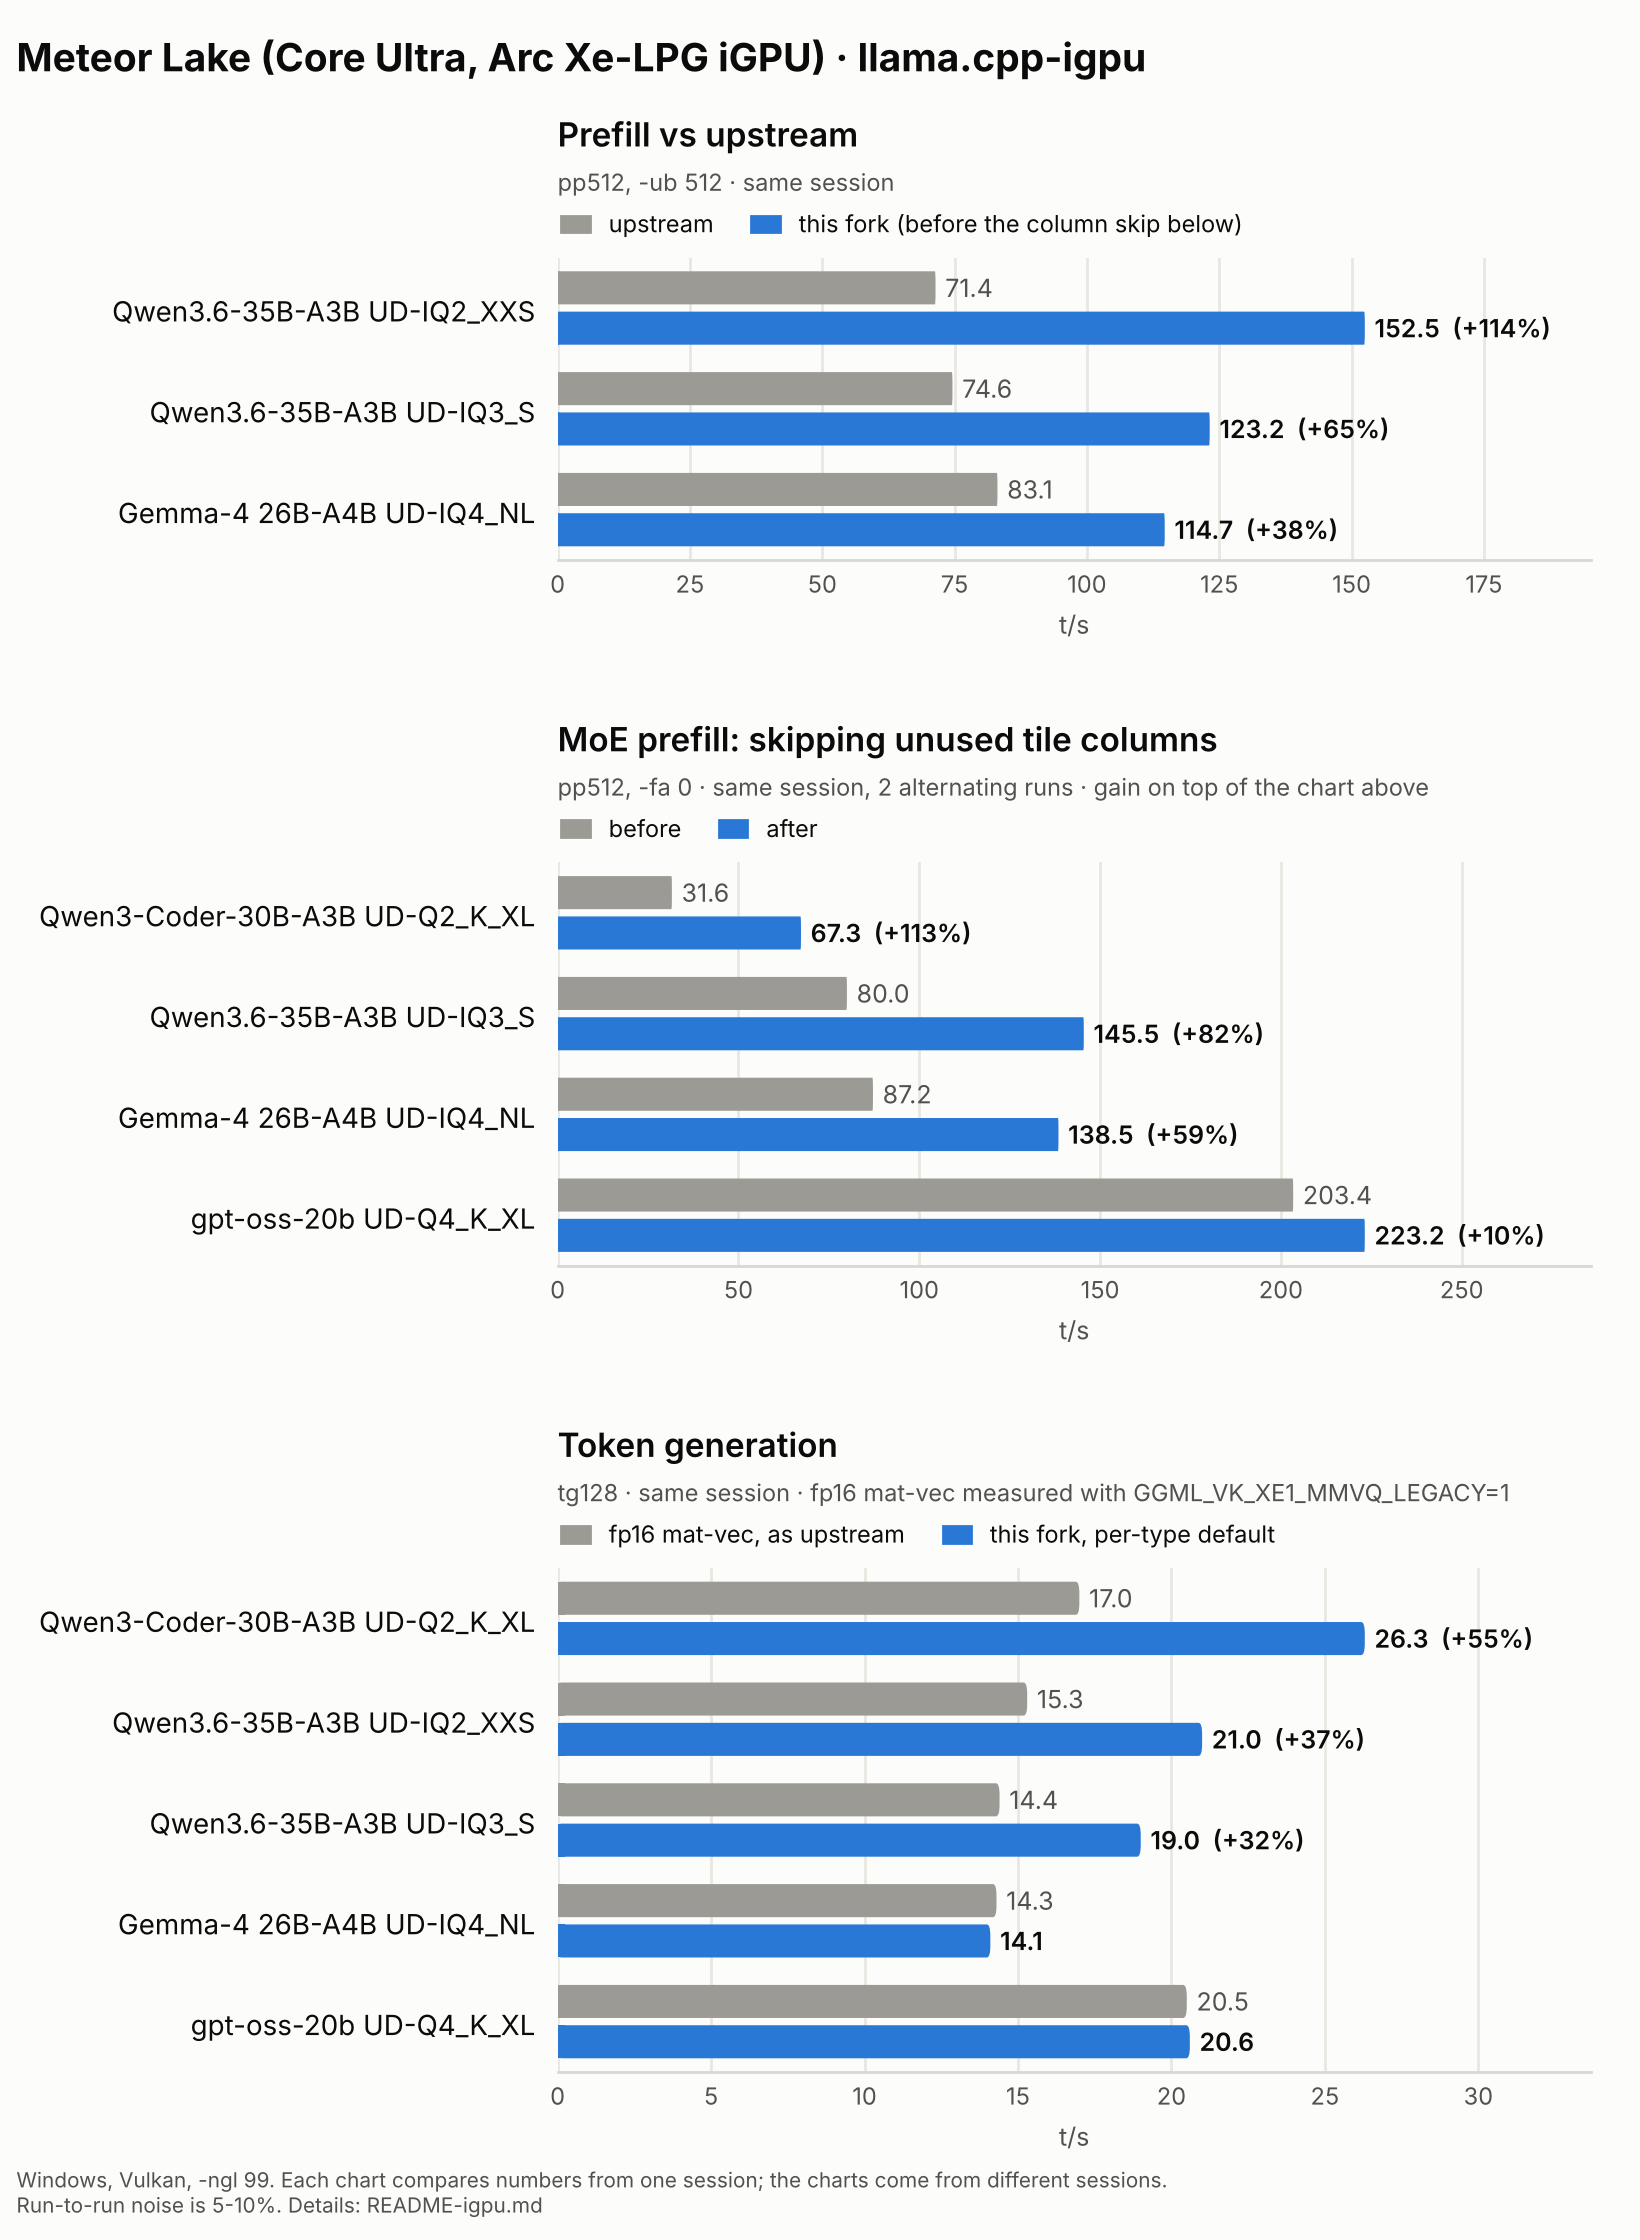 Meteor Lake (Core Ultra, Arc Xe-LPG iGPU) · llama.cpp-igpu
Prefill vs upstream
pp512, -ub 512 · same session
upstream
this fork (before the column skip below)
Qwen3.6-35B-A3B UD-IQ2_XXS
71.4
152.5 (+114%)
Qwen3.6-35B-A3B UD-IQ3_S
74.6
123.2 (+65%)
Gemma-4 26B-A4B UD-IQ4_NL
83.1
114.7 (+38%)
0 25 50 75 100 125 150 175
t/s
MoE prefill: skipping unused tile columns
pp512, -fa 0 · same session, 2 alternating runs · gain on top of the chart above
before
after
Qwen3-Coder-30B-A3B UD-Q2_K_XL
31.6
67.3 (+113%)
Qwen3.6-35B-A3B UD-IQ3_S
80.0
145.5 (+82%)
Gemma-4 26B-A4B UD-IQ4_NL
87.2
138.5 (+59%)
gpt-oss-20b UD-Q4_K_XL
203.4
223.2 (+10%)
0 50 100 150 200 250
t/s
Token generation
tg128 · same session · fp16 mat-vec measured with GGML_VK_XE1_MMVQ_LEGACY=1
fp16 mat-vec, as upstream
this fork, per-type default
Qwen3-Coder-30B-A3B UD-Q2_K_XL
17.0
26.3 (+55%)
Qwen3.6-35B-A3B UD-IQ2_XXS
15.3
21.0 (+37%)
Qwen3.6-35B-A3B UD-IQ3_S
14.4
19.0 (+32%)
Gemma-4 26B-A4B UD-IQ4_NL
14.3
14.1
gpt-oss-20b UD-Q4_K_XL
20.5
20.6
0 5 10 15 20 25 30
t/s
Windows, Vulkan, -ngl 99. Each chart compares numbers from one session; the charts come from different sessions.
Run-to-run noise is 5-10%. Details: README-igpu.md